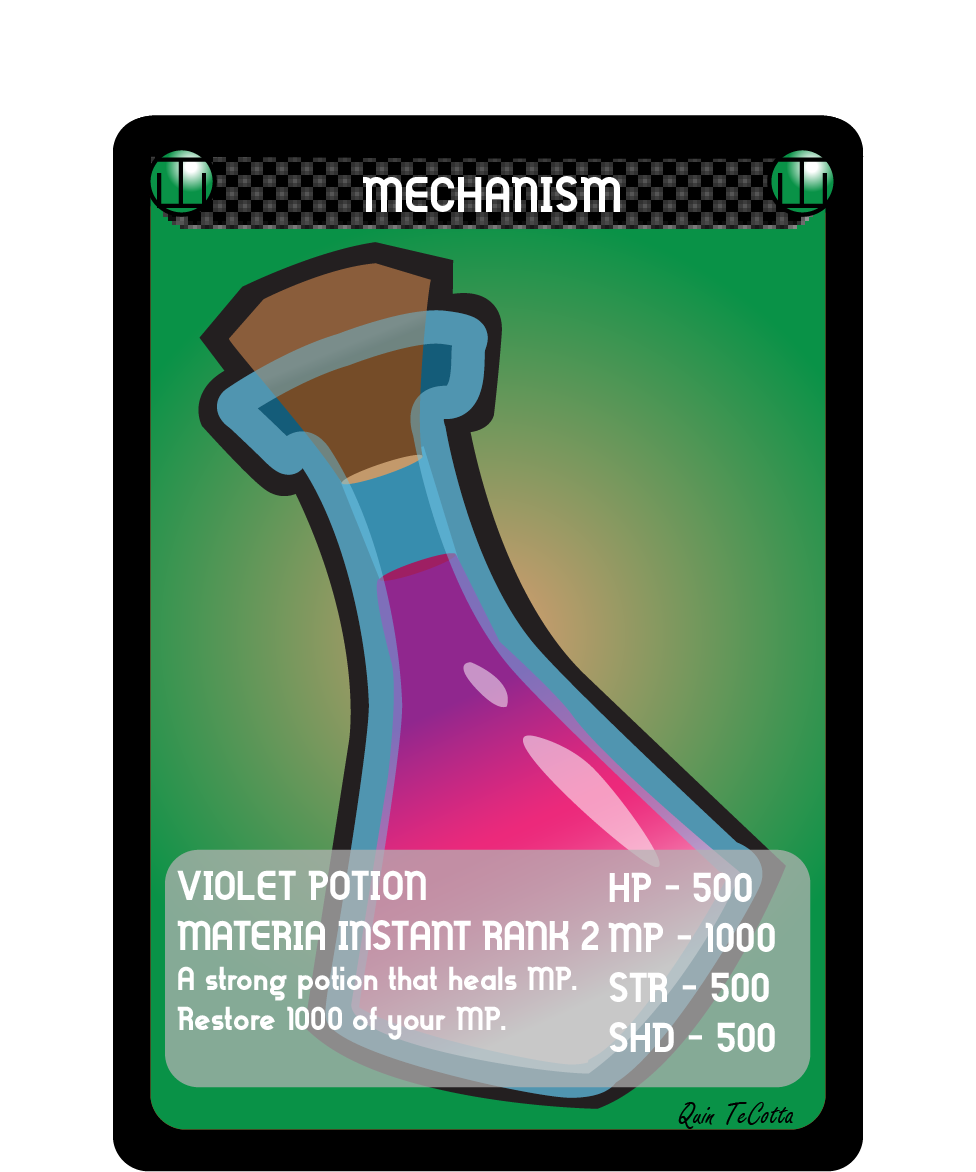 MECHANISM
VIOLET POTION
MATERIA INSTANT RANK 2
A strong potion that heals MP.
Restore 1000 of your MP.
HP - 500
MP - 1000
STR - 500
SHD - 500
Quin TeCotta